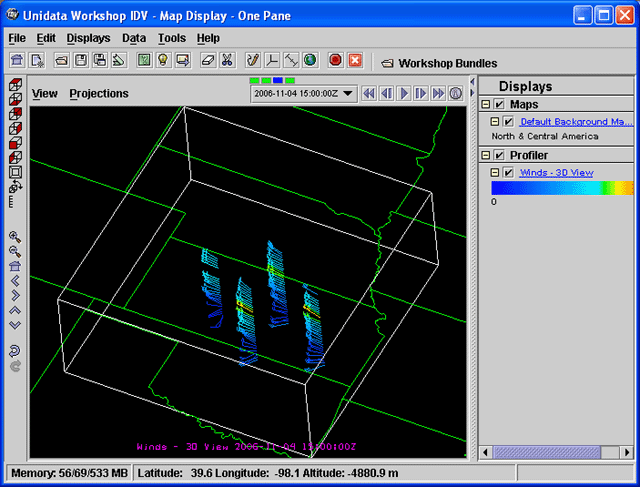 Unidata Workshop IDV - Map Display - One Pane
File Edit Displays Data Tools Help
Workshop Bundles
View Projections
2006-11-04 15:00:00Z
Displays
Maps
Default Background Ma...
North & Central America
Profiler
Winds - 3D View
0
Winds - 3D View 2006-11-04 15:00:00Z
Memory: 56/69/533 MB
Latitude: 39.6 Longitude: -98.1 Altitude: -4880.9 m